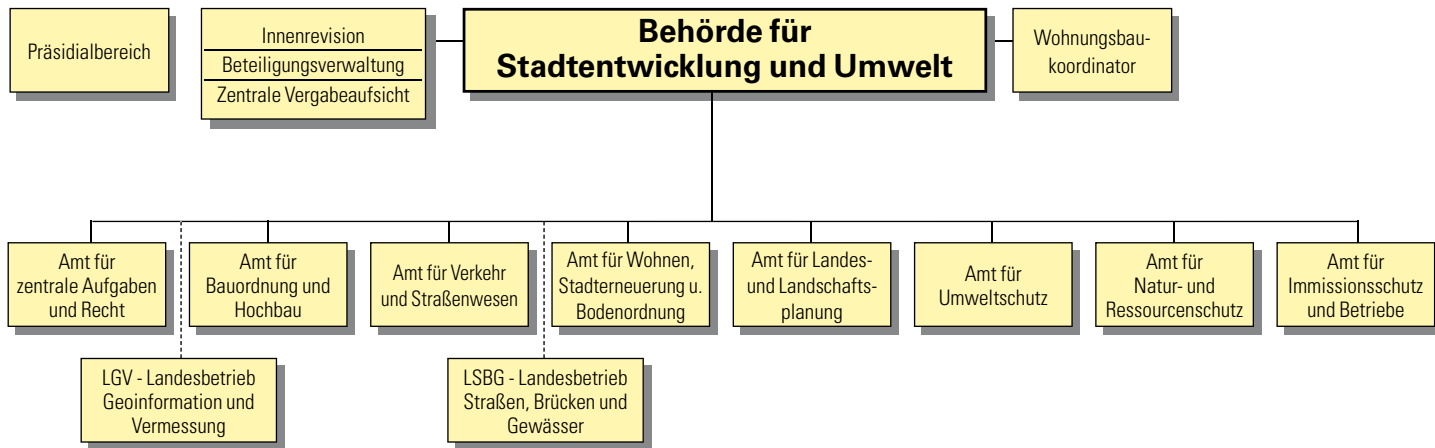 Präsidialbereich
Innenrevision
Beteiligungsverwaltung
Zentrale Vergabeaufsicht
Behörde für
Stadtentwicklung und Umwelt
Wohnungsbau-
koordinator
Amt für
zentrale Aufgaben
und Recht
Amt für
Bauordnung und
Hochbau
Amt für Verkehr
und Straßenwesen
Amt für Wohnen,
Stadterneuerung u.
Bodenordnung
Amt für Landes-
und Landschafts-
planung
Amt für
Umweltschutz
Amt für
Natur- und
Ressourcenschutz
Amt für
Immissionsschutz
und Betriebe
LGV - Landesbetrieb
Geoinformation und
Vermessung
LSBG - Landesbetrieb
Straßen, Brücken und
Gewässer